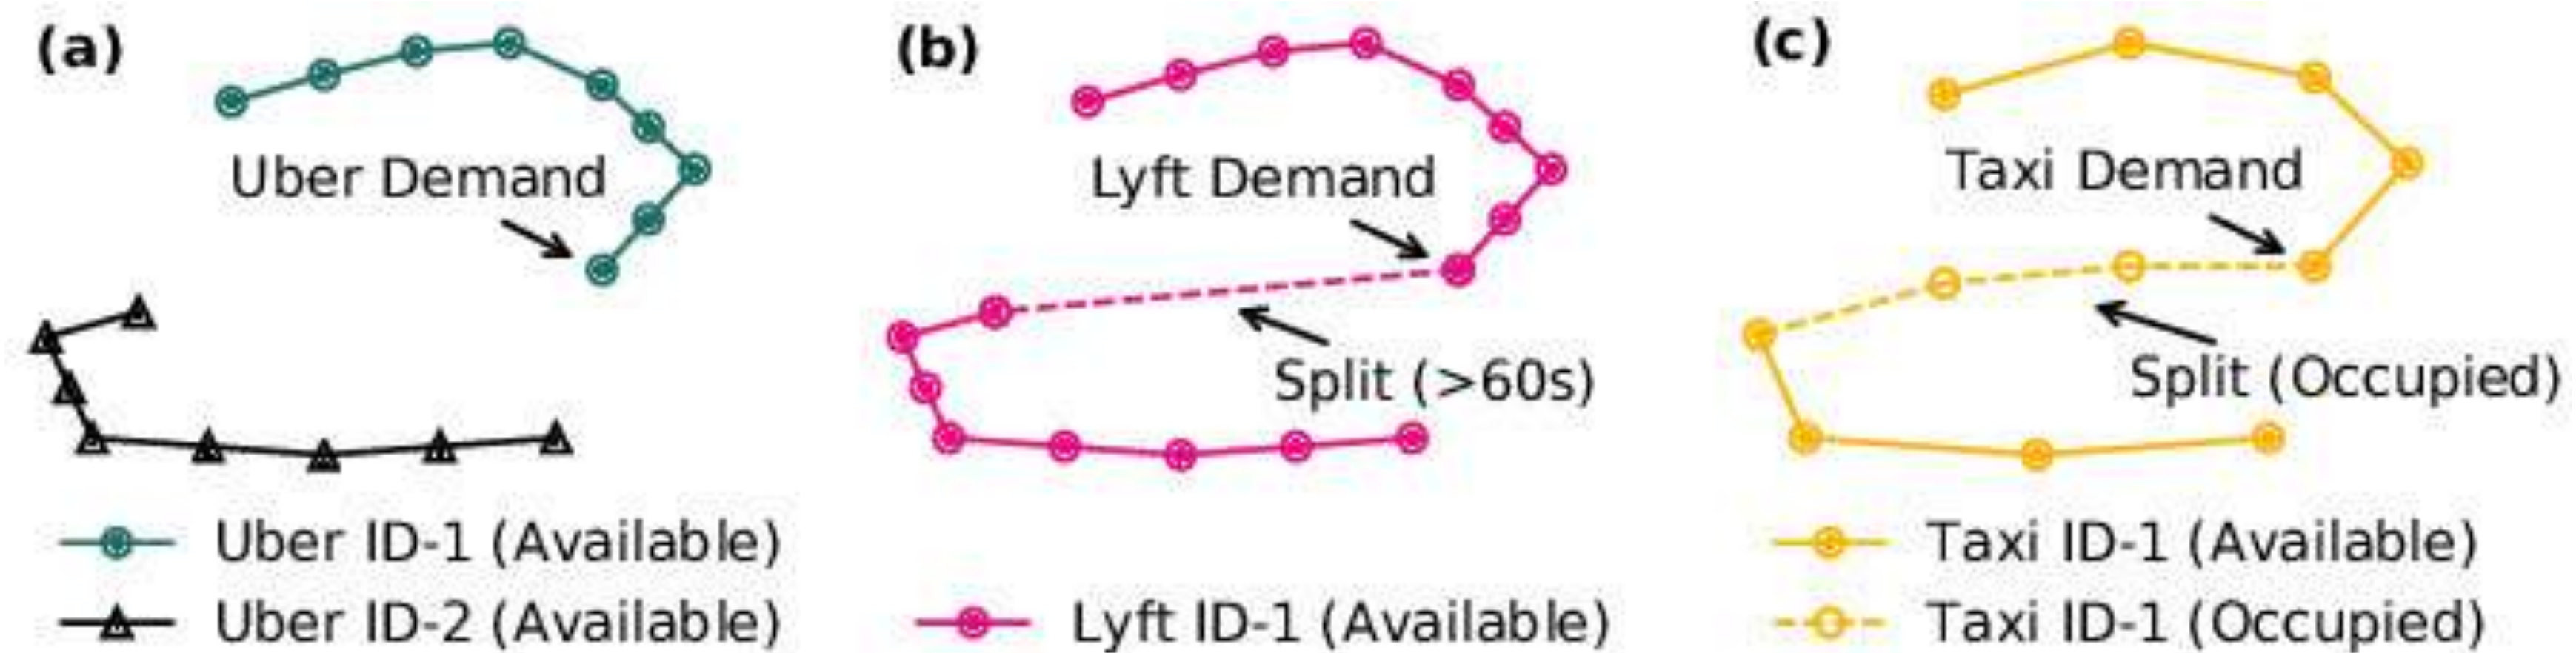 (a)
Uber Demand
Uber ID-1 (Available)
Uber ID-2 (Available)
(b)
Lyft Demand
Split (>60s)
Lyft ID-1 (Available)
(c)
Taxi Demand
Split (Occupied)
Taxi ID-1 (Available)
Taxi ID-1 (Occupied)